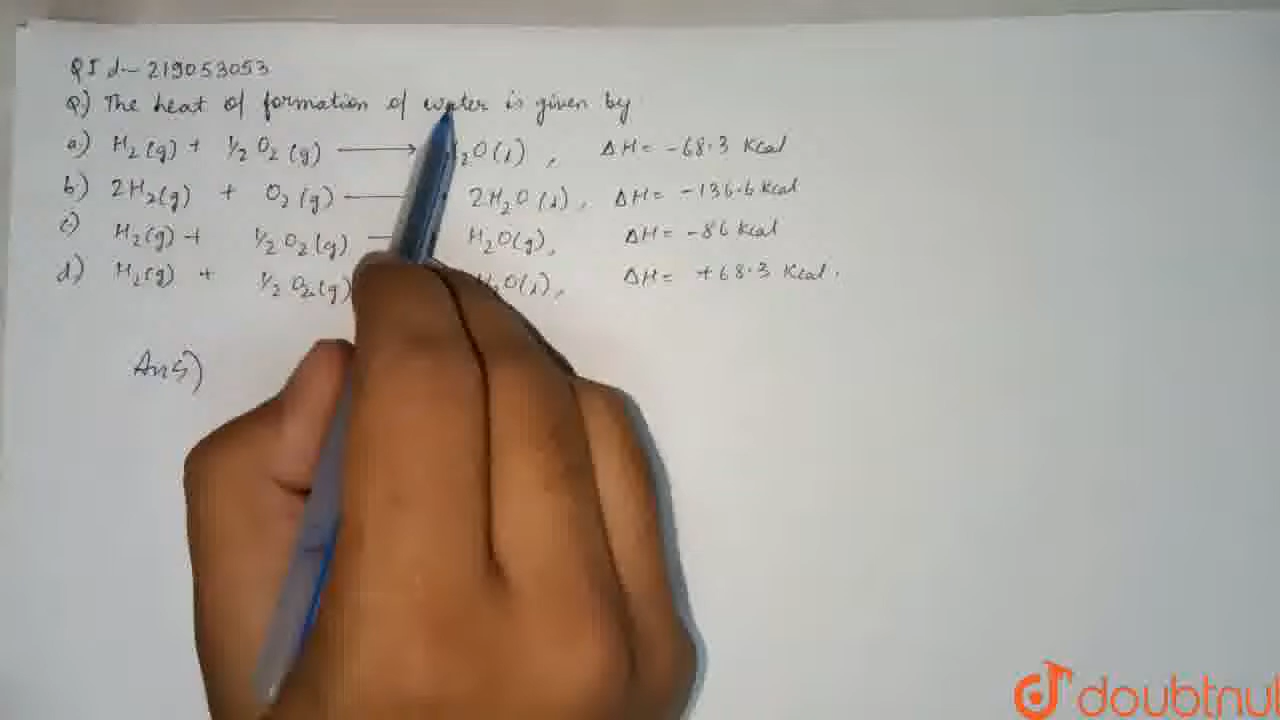 QId- 219053053
Q.) The heat of formation of water is given by
a) H₂(g) + ½ O₂(g) ⟶ H₂O(l), ΔH = -68.3 Kcal
b) 2H₂(g) + O₂(g) ⟶ 2H₂O(l), ΔH = -136.6 Kcal
c) H₂(g) + ½ O₂(g) ⟶ H₂O(g), ΔH = -86 Kcal
d) H₂(g) + ½ O₂(g) H₂O(l), ΔH = +68.3 Kcal.
Ans)
doubtnut